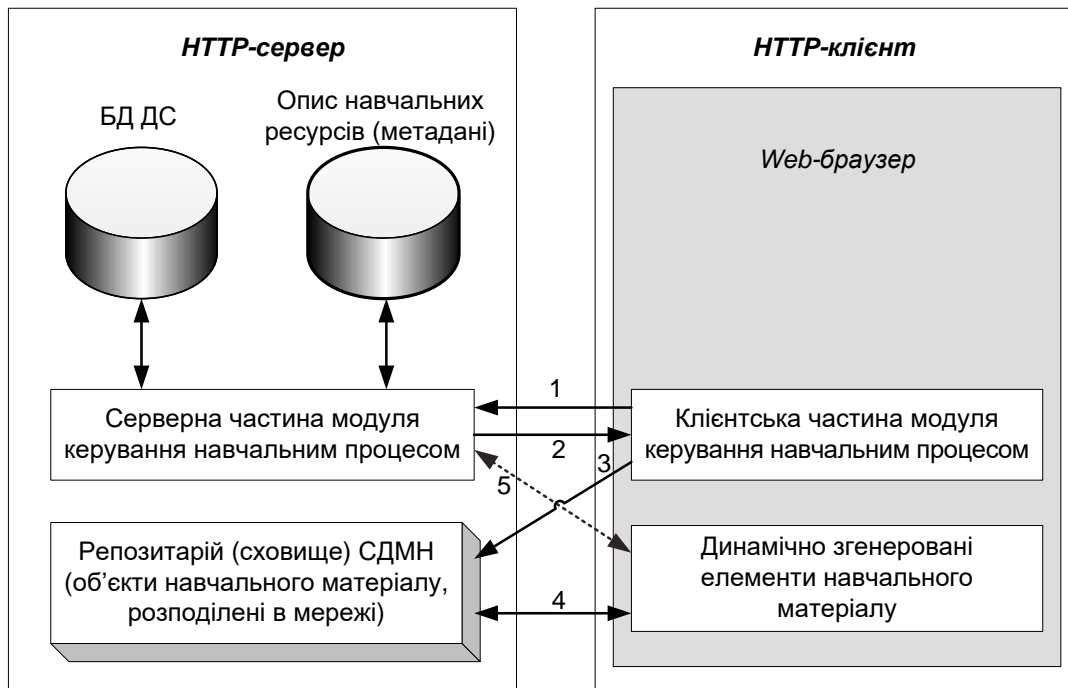 HTTP-сервер
БД ДС
Опис навчальних
ресурсів (метадані)
Серверна частина модуля
керування навчальним процесом
Репозитарій (сховище) СДМН
(об’єкти навчального матеріалу,
розподілені в мережі)
1
2
3
5
4
HTTP-клієнт
Web-браузер
Клієнтська частина модуля
керування навчальним процесом
Динамічно згенеровані
елементи навчального
матеріалу